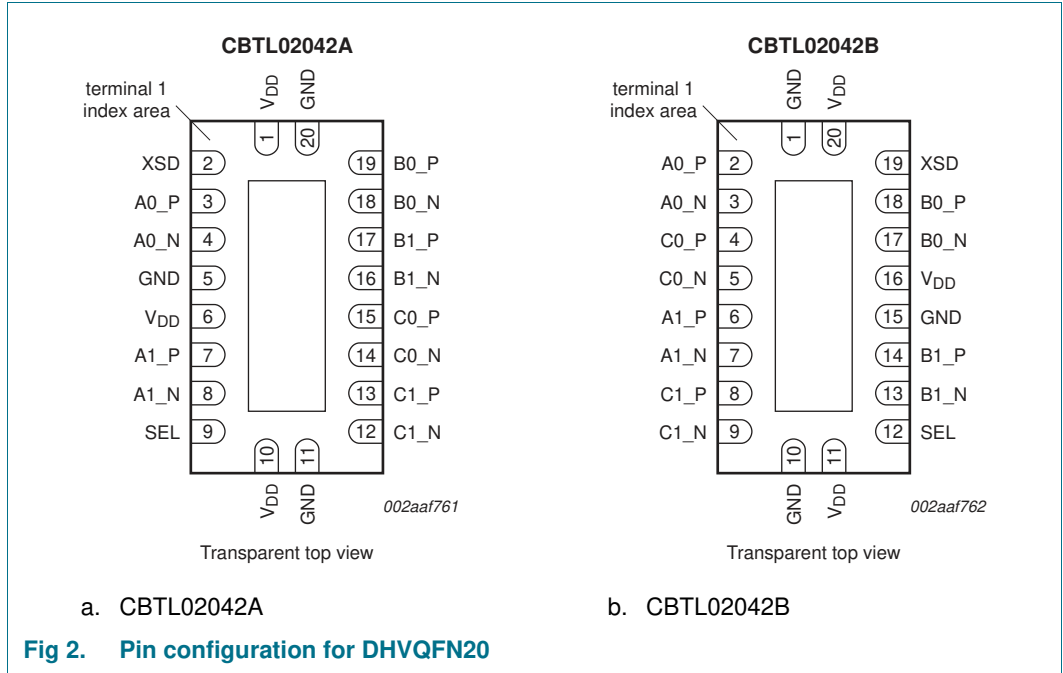 CBTL02042A
terminal 1
index area
VDD
GND
1
20
XSD 2
19 B0_P
A0_P 3
18 B0_N
A0_N 4
17 B1_P
GND 5
16 B1_N
VDD 6
15 C0_P
A1_P 7
14 C0_N
A1_N 8
13 C1_P
SEL 9
12 C1_N
10
11
VDD
GND
002aaf761
Transparent top view
a. CBTL02042A
CBTL02042B
terminal 1
index area
GND
VDD
1
20
A0_P 2
19 XSD
A0_N 3
18 B0_P
C0_P 4
17 B0_N
C0_N 5
16 VDD
A1_P 6
15 GND
A1_N 7
14 B1_P
C1_P 8
13 B1_N
C1_N 9
12 SEL
10
11
GND
VDD
002aaf762
Transparent top view
b. CBTL02042B
Fig 2. Pin configuration for DHVQFN20